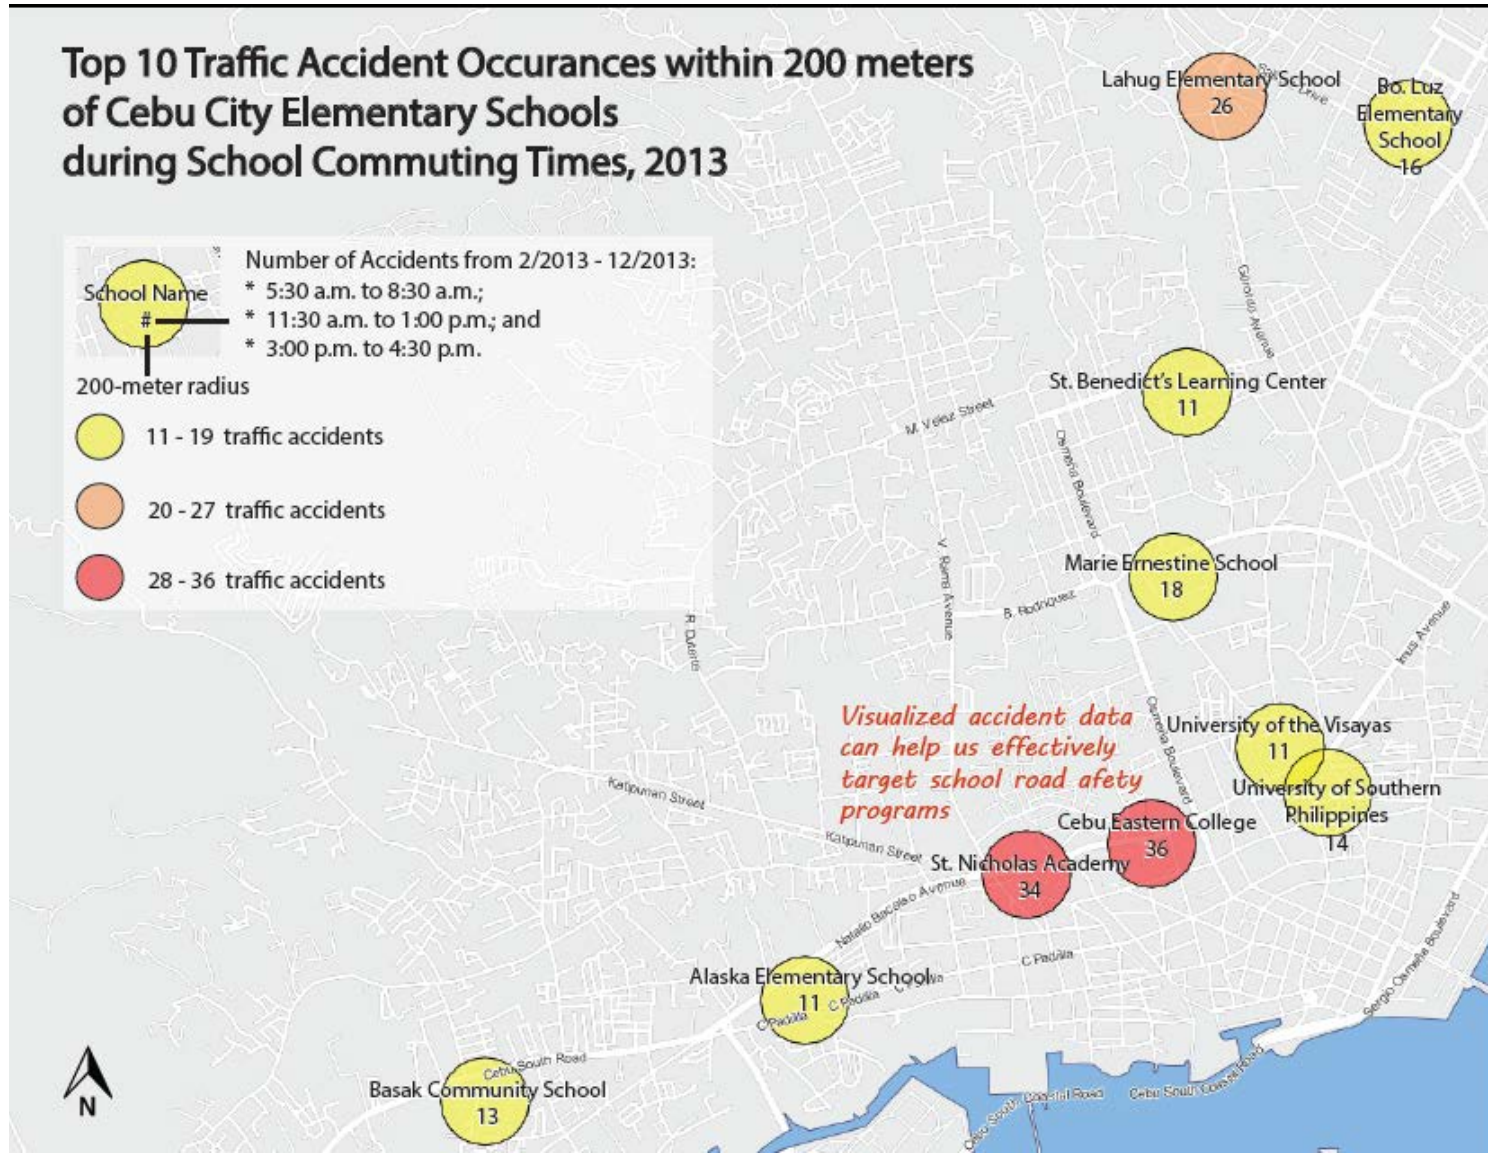 Top 10 Traffic Accident Occurances within 200 meters
of Cebu City Elementary Schools
during School Commuting Times, 2013
School Name
#
200-meter radius
Number of Accidents from 2/2013 - 12/2013:
* 5:30 a.m. to 8:30 a.m.;
* 11:30 a.m. to 1:00 p.m.; and
* 3:00 p.m. to 4:30 p.m.
11 - 19 traffic accidents
20 - 27 traffic accidents
28 - 36 traffic accidents
Lahug Elementary School
26
Drive
Bo. Luz
Elementary
School
16
Gorordo Avenue
St. Benedict's Learning Center
11
M. Velez Street
Osmeña Boulevard
Marie Ernestine School
18
V. Rama Avenue
B. Rodriguez
R. Duterte
Imus Avenue
Visualized accident data
can help us effectively
target school road afety
programs
Osmeña Boulevard
University of the Visayas
11
University of Southern
Philippines
14
Katipunan Street
Katipunan Street
Cebu Eastern College
36
St. Nicholas Academy
34
Natalio Bacalso Avenue
C Padilla
Sergio Osmeña Boulevard
Alaska Elementary School
11
C Padilla
C Padilla
C Padilla
Cebu South Road
Basak Community School
13
Cebu South Coastal Road
Cebu South Coastal Road
N